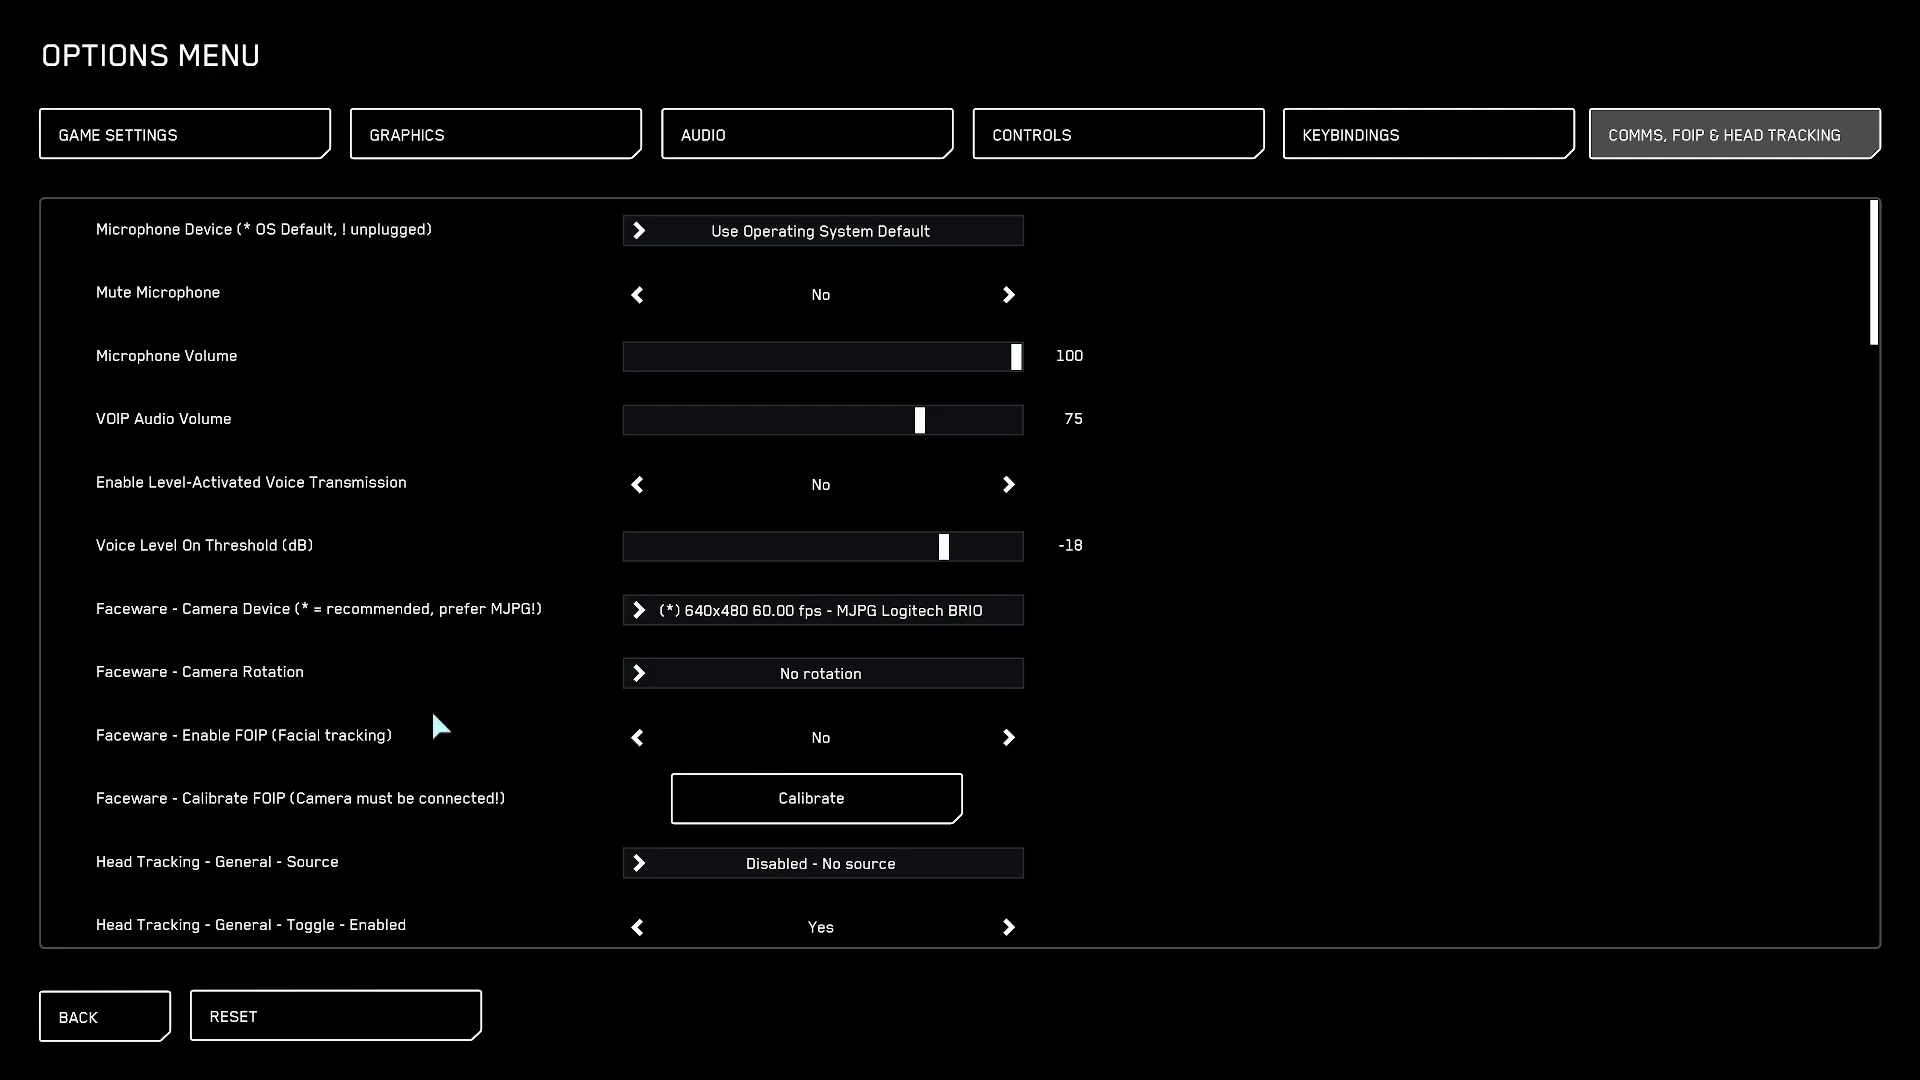 OPTIONS MENU
GAME SETTINGS GRAPHICS AUDIO CONTROLS KEYBINDINGS COMMS, FOIP & HEAD TRACKING
Microphone Device (* OS Default, ! unplugged) Use Operating System Default
Mute Microphone No
Microphone Volume 100
VOIP Audio Volume 75
Enable Level-Activated Voice Transmission No
Voice Level On Threshold (dB) -18
Faceware - Camera Device (* = recommended, prefer MJPG!) (*) 640x480 60.00 fps - MJPG Logitech BRIO
Faceware - Camera Rotation No rotation
Faceware - Enable FOIP (Facial tracking) No
Faceware - Calibrate FOIP (Camera must be connected!) Calibrate
Head Tracking - General - Source Disabled - No source
Head Tracking - General - Toggle - Enabled Yes
BACK RESET